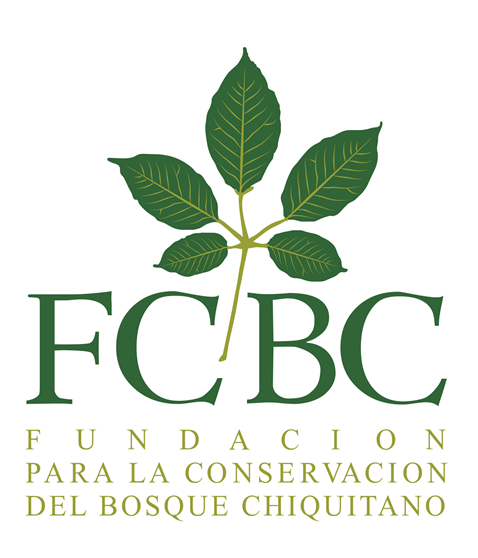 FCBC
FUNDACION
PARA LA CONSERVACION
DEL BOSQUE CHIQUITANO